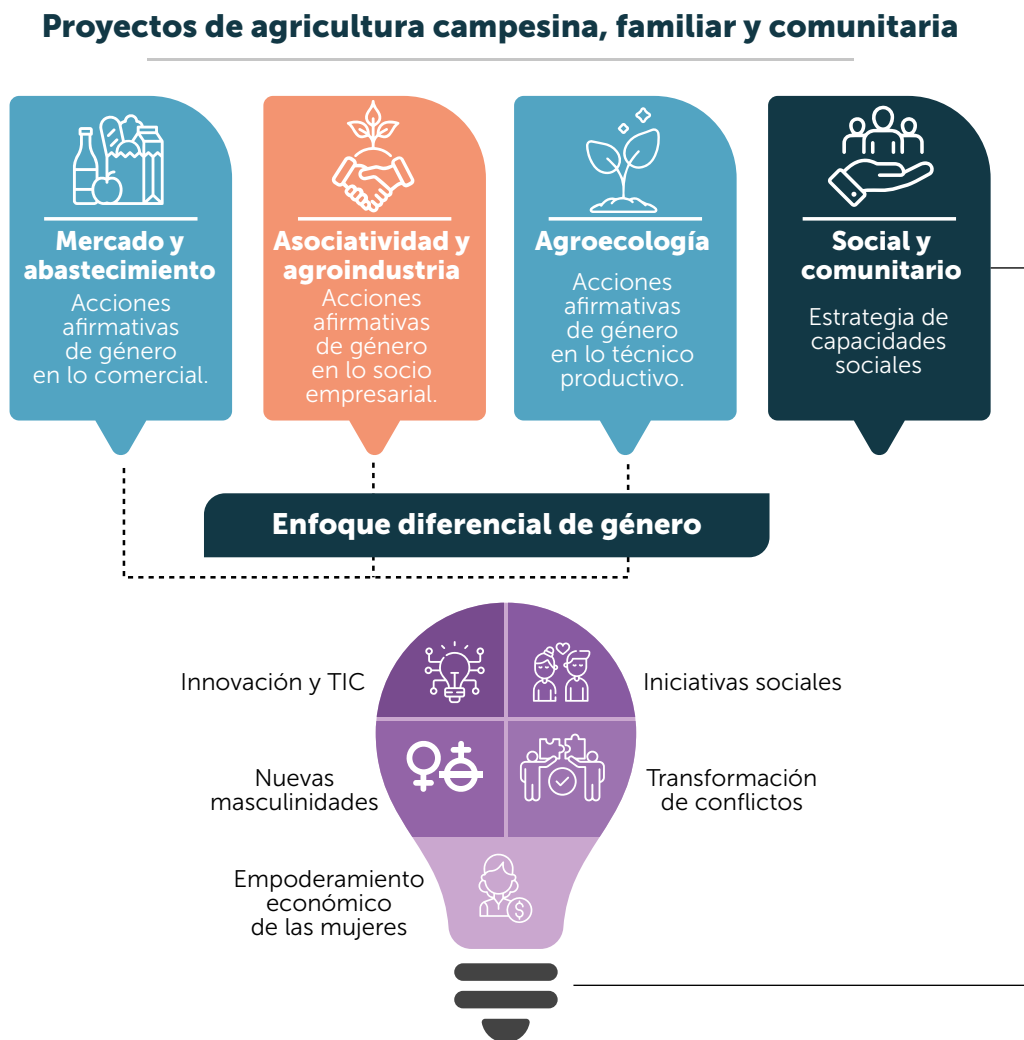 Proyectos de agricultura campesina, familiar y comunitaria
Mercado y
abastecimiento
Acciones
afirmativas
de género
en lo comercial.
Asociatividad y
agroindustria
Acciones
afirmativas
de género
en lo socio
empresarial.
Agroecología
Acciones
afirmativas
de género
en lo técnico
productivo.
Social y
comunitario
Estrategia de
capacidades
sociales
Enfoque diferencial de género
Innovación y TIC
Iniciativas sociales
Nuevas
masculinidades
Transformación
de conflictos
Empoderamiento
económico
de las mujeres
$